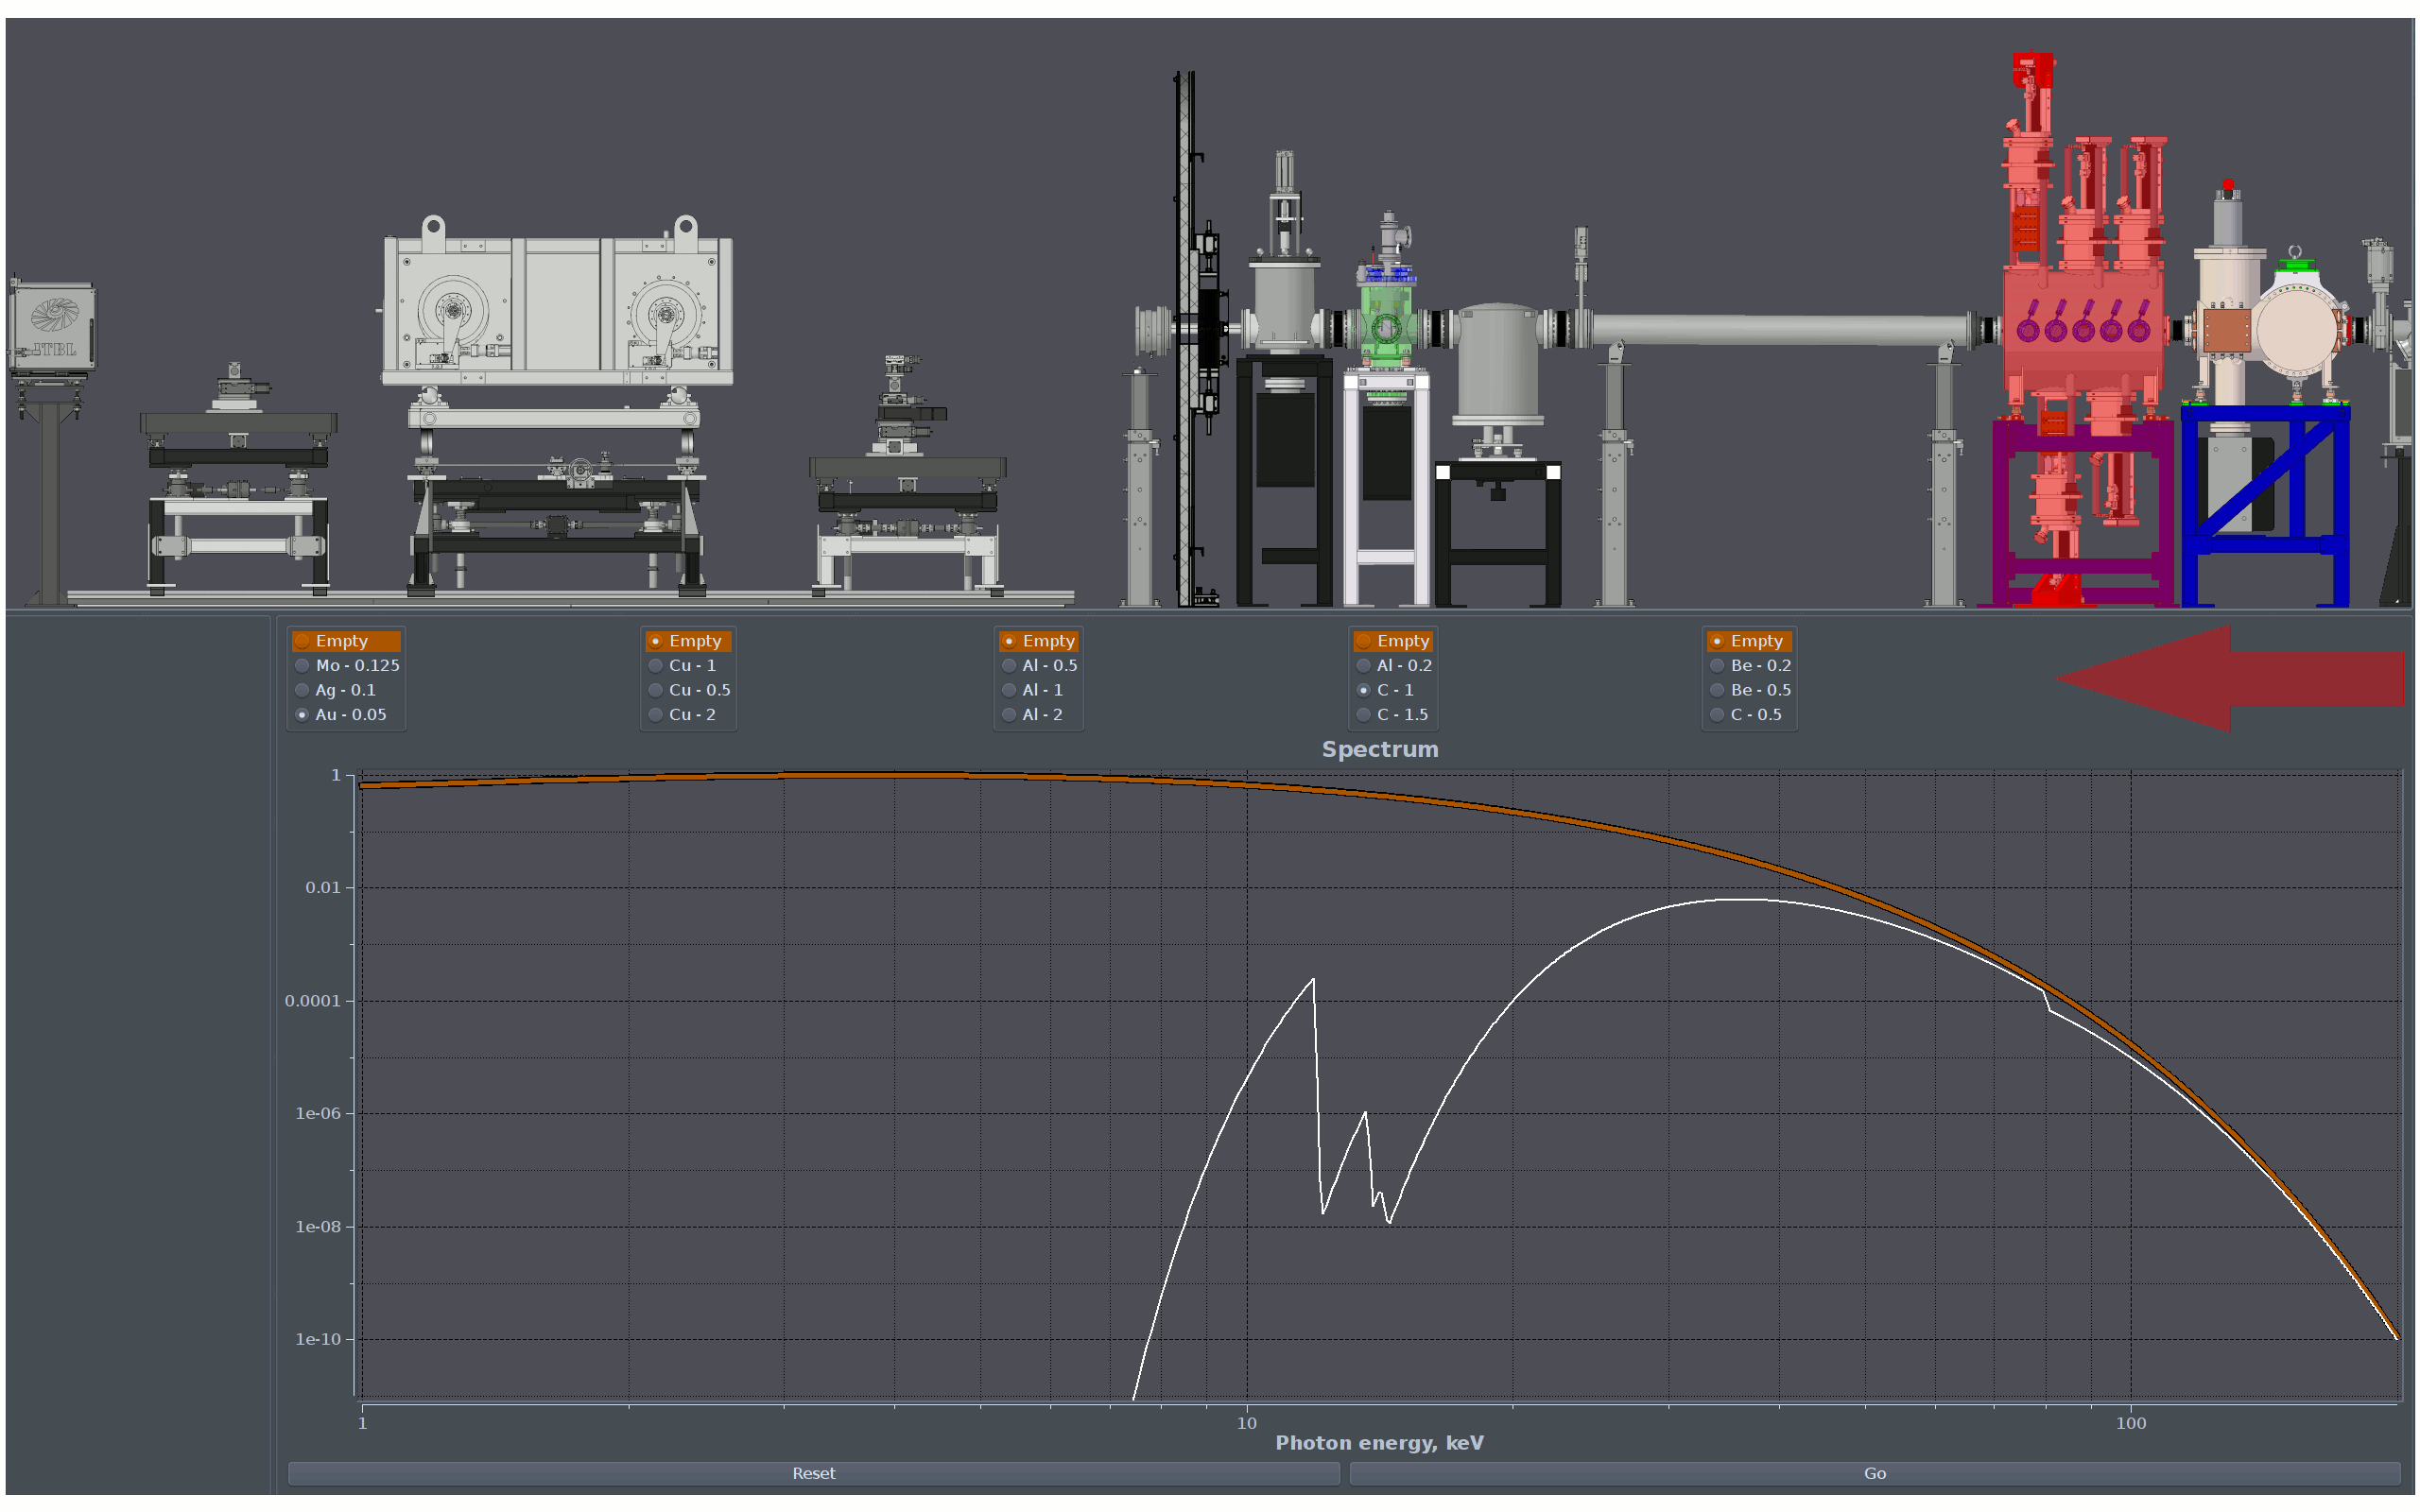 JTBL
Empty
Mo - 0.125
Ag - 0.1
Au - 0.05
Empty
Cu - 1
Cu - 0.5
Cu - 2
Empty
Al - 0.5
Al - 1
Al - 2
Empty
Al - 0.2
C - 1
C - 1.5
Empty
Be - 0.2
Be - 0.5
C - 0.5
Spectrum
1
0.01
0.0001
1e-06
1e-08
1e-10
1
10
100
Photon energy, keV
Reset
Go